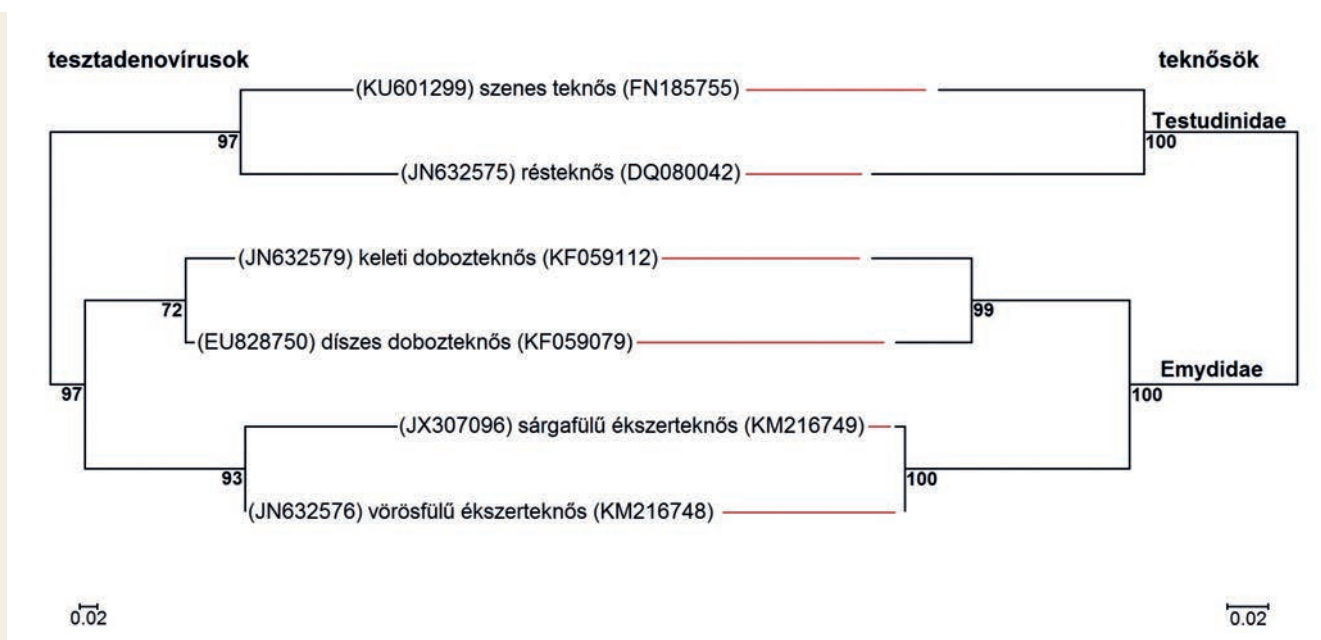 tesztadenovírusok
teknősök
(KU601299) szenes teknős (FN185755)
Testudinidae
97
100
(JN632575) résteknős (DQ080042)
(JN632579) keleti dobozteknős (KF059112)
72
99
(EU828750) díszes dobozteknős (KF059079)
Emydidae
97
100
(JX307096) sárgafülű ékszerteknős (KM216749)
93
100
(JN632576) vörösfülű ékszerteknős (KM216748)
0.02
0.02